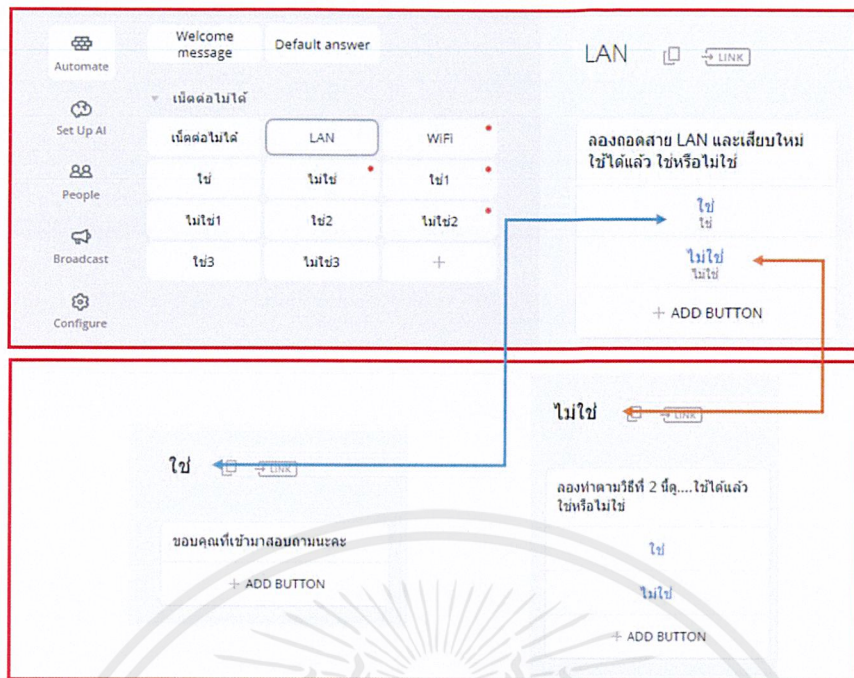 Automate
Set Up AI
People
Broadcast
Configure
Welcome
message
Default answer
เน็ตต่อไม่ได้
เน็ตต่อไม่ได้
LAN
WiFi
ใช่
ไม่ใช่
ใช่1
ไม่ใช่1
ใช่2
ไม่ใช่2
ใช่3
ไม่ใช่3
+
LAN
LINK
ลองถอดสาย LAN และเสียบใหม่
ใช้ได้แล้ว ใช่หรือไม่ใช่
ใช่
ใช่
ไม่ใช่
ไม่ใช่
+ ADD BUTTON
ใช่
LINK
ขอบคุณที่เข้ามาสอบถามนะคะ
+ ADD BUTTON
ไม่ใช่
LINK
ลองทำตามวิธีที่ 2 นี้ดู....ใช้ได้แล้ว
ใช่หรือไม่ใช่
ใช่
ไม่ใช่
+ ADD BUTTON